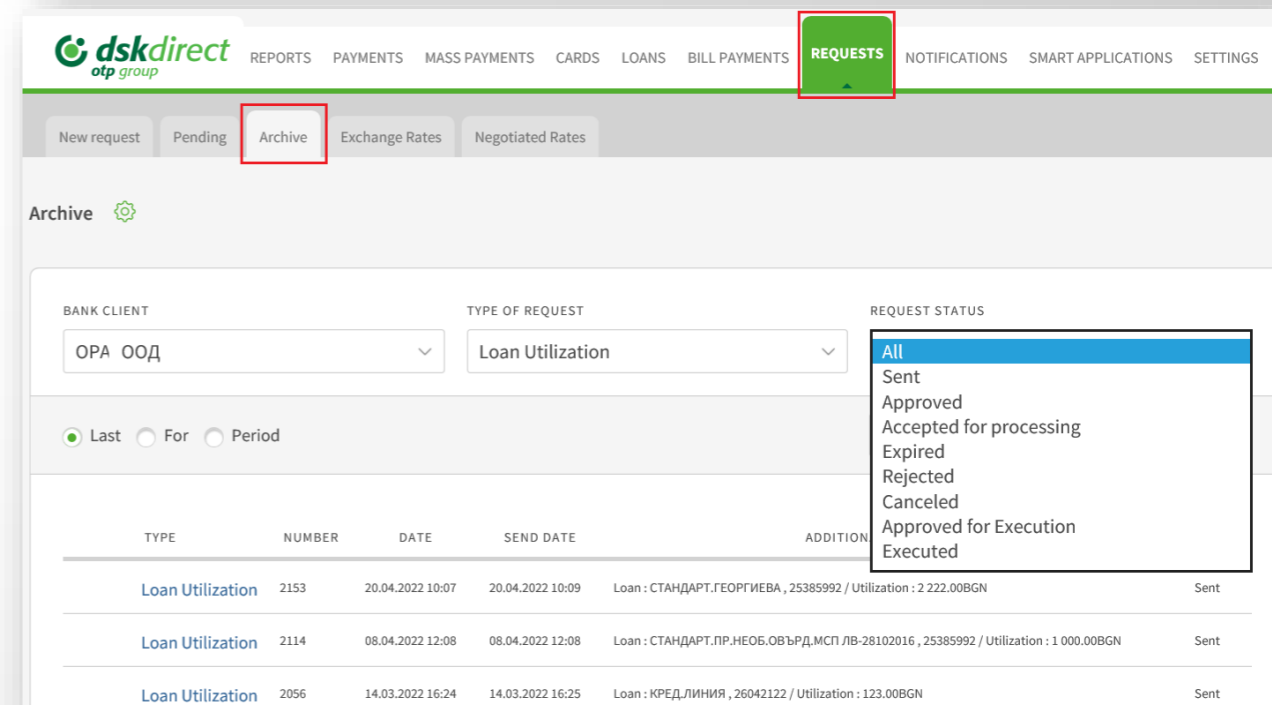 dskdirect
otp group
REPORTS PAYMENTS MASS PAYMENTS CARDS LOANS BILL PAYMENTS REQUESTS NOTIFICATIONS SMART APPLICATIONS SETTINGS
New request Pending Archive Exchange Rates Negotiated Rates
Archive
BANK CLIENT TYPE OF REQUEST REQUEST STATUS
ОРА ООД Loan Utilization
All
Sent
Approved
Accepted for processing
Expired
Rejected
Canceled
Approved for Execution
Executed
Last For Period
TYPE NUMBER DATE SEND DATE ADDITION
Loan Utilization 2153 20.04.2022 10:07 20.04.2022 10:09 Loan : СТАНДАРТ.ГЕОРГИЕВА , 25385992 / Utilization : 2 222.00BGN Sent
Loan Utilization 2114 08.04.2022 12:08 08.04.2022 12:08 Loan : СТАНДАРТ.ПР.НЕОБ.ОВЪРД.МСП ЛВ-28102016 , 25385992 / Utilization : 1 000.00BGN Sent
Loan Utilization 2056 14.03.2022 16:24 14.03.2022 16:25 Loan : КРЕД.ЛИНИЯ , 26042122 / Utilization : 123.00BGN Sent